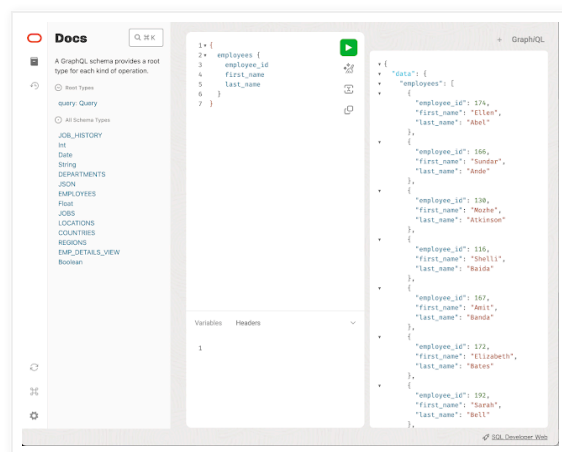 Docs
⌘ K
A GraphQL schema provides a root
type for each kind of operation.
Root Types
query: Query
All Schema Types
JOB_HISTORY
Int
Date
String
DEPARTMENTS
JSON
EMPLOYEES
Float
JOBS
LOCATIONS
COUNTRIES
REGIONS
EMP_DETAILS_VIEW
Boolean
1 {
2 employees {
3 employee_id
4 first_name
5 last_name
6 }
7 }
Variables Headers
1
+ GraphiQL
{
"data": {
"employees": [
{
"employee_id": 174,
"first_name": "Ellen",
"last_name": "Abel"
},
{
"employee_id": 166,
"first_name": "Sundar",
"last_name": "Ande"
},
{
"employee_id": 130,
"first_name": "Mozhe",
"last_name": "Atkinson"
},
{
"employee_id": 116,
"first_name": "Shelli",
"last_name": "Baida"
},
{
"employee_id": 167,
"first_name": "Amit",
"last_name": "Banda"
},
{
"employee_id": 172,
"first_name": "Elizabeth",
"last_name": "Bates"
},
{
"employee_id": 192,
"first_name": "Sarah",
"last_name": "Bell"
},
SQL Developer Web